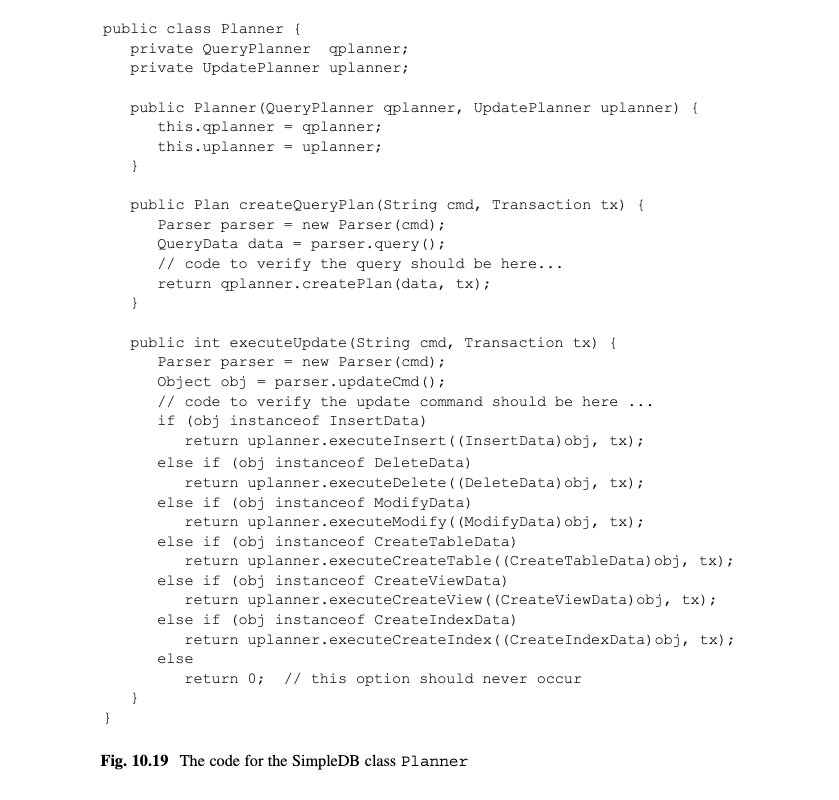 public class Planner {
private QueryPlanner  qplanner;
private UpdatePlanner uplanner;
public Planner(QueryPlanner qplanner, UpdatePlanner uplanner) {
this.qplanner = qplanner;
this.uplanner = uplanner;
}
public Plan createQueryPlan(String cmd, Transaction tx) {
Parser parser = new Parser(cmd);
QueryData data = parser.query();
// code to verify the query should be here...
return qplanner.createPlan(data, tx);
}
public int executeUpdate(String cmd, Transaction tx) {
Parser parser = new Parser(cmd);
Object obj = parser.updateCmd();
// code to verify the update command should be here ...
if (obj instanceof InsertData)
return uplanner.executeInsert((InsertData)obj, tx);
else if (obj instanceof DeleteData)
return uplanner.executeDelete((DeleteData)obj, tx);
else if (obj instanceof ModifyData)
return uplanner.executeModify((ModifyData)obj, tx);
else if (obj instanceof CreateTableData)
return uplanner.executeCreateTable((CreateTableData)obj, tx);
else if (obj instanceof CreateViewData)
return uplanner.executeCreateView((CreateViewData)obj, tx);
else if (obj instanceof CreateIndexData)
return uplanner.executeCreateIndex((CreateIndexData)obj, tx);
else
return 0;  // this option should never occur
}
}
Fig. 10.19 The code for the SimpleDB class Planner